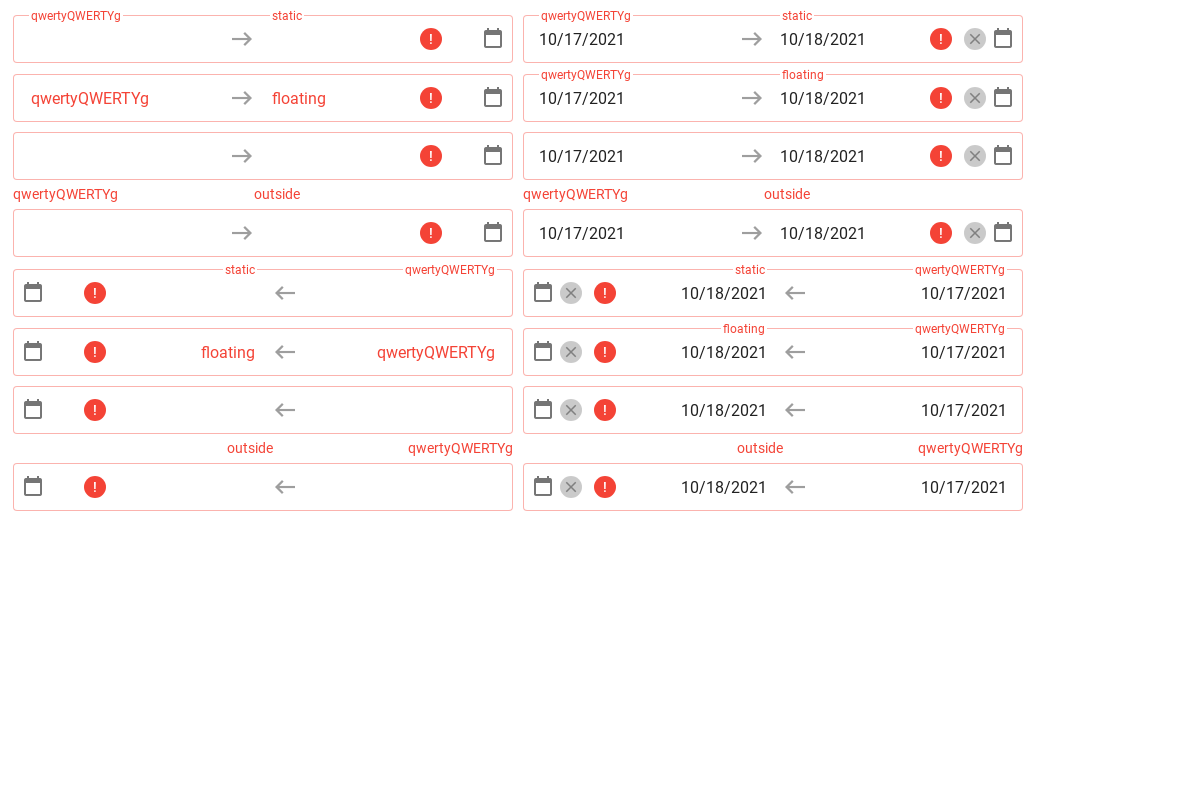 qwertyQWERTYg static qwertyQWERTYg static
10/17/2021 10/18/2021
qwertyQWERTYg floating
qwertyQWERTYg floating 10/17/2021 10/18/2021
10/17/2021 10/18/2021
qwertyQWERTYg outside qwertyQWERTYg outside
10/17/2021 10/18/2021
static qwertyQWERTYg static qwertyQWERTYg
10/18/2021 10/17/2021
floating qwertyQWERTYg
floating qwertyQWERTYg 10/18/2021 10/17/2021
10/18/2021 10/17/2021
outside qwertyQWERTYg outside qwertyQWERTYg
10/18/2021 10/17/2021